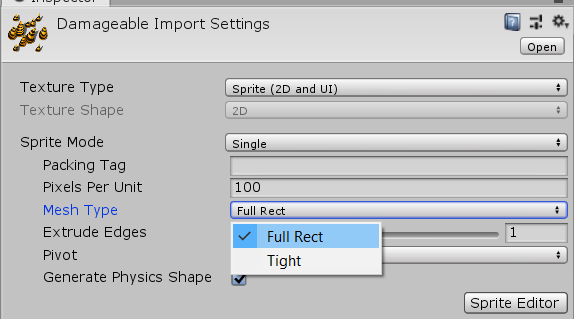 Inspector
Damageable Import Settings
Open
Texture Type Sprite (2D and UI)
Texture Shape 2D
Sprite Mode Single
Packing Tag
Pixels Per Unit 100
Mesh Type Full Rect
Extrude Edges 1
Full Rect
Pivot
Tight
Generate Physics Shape
Sprite Editor